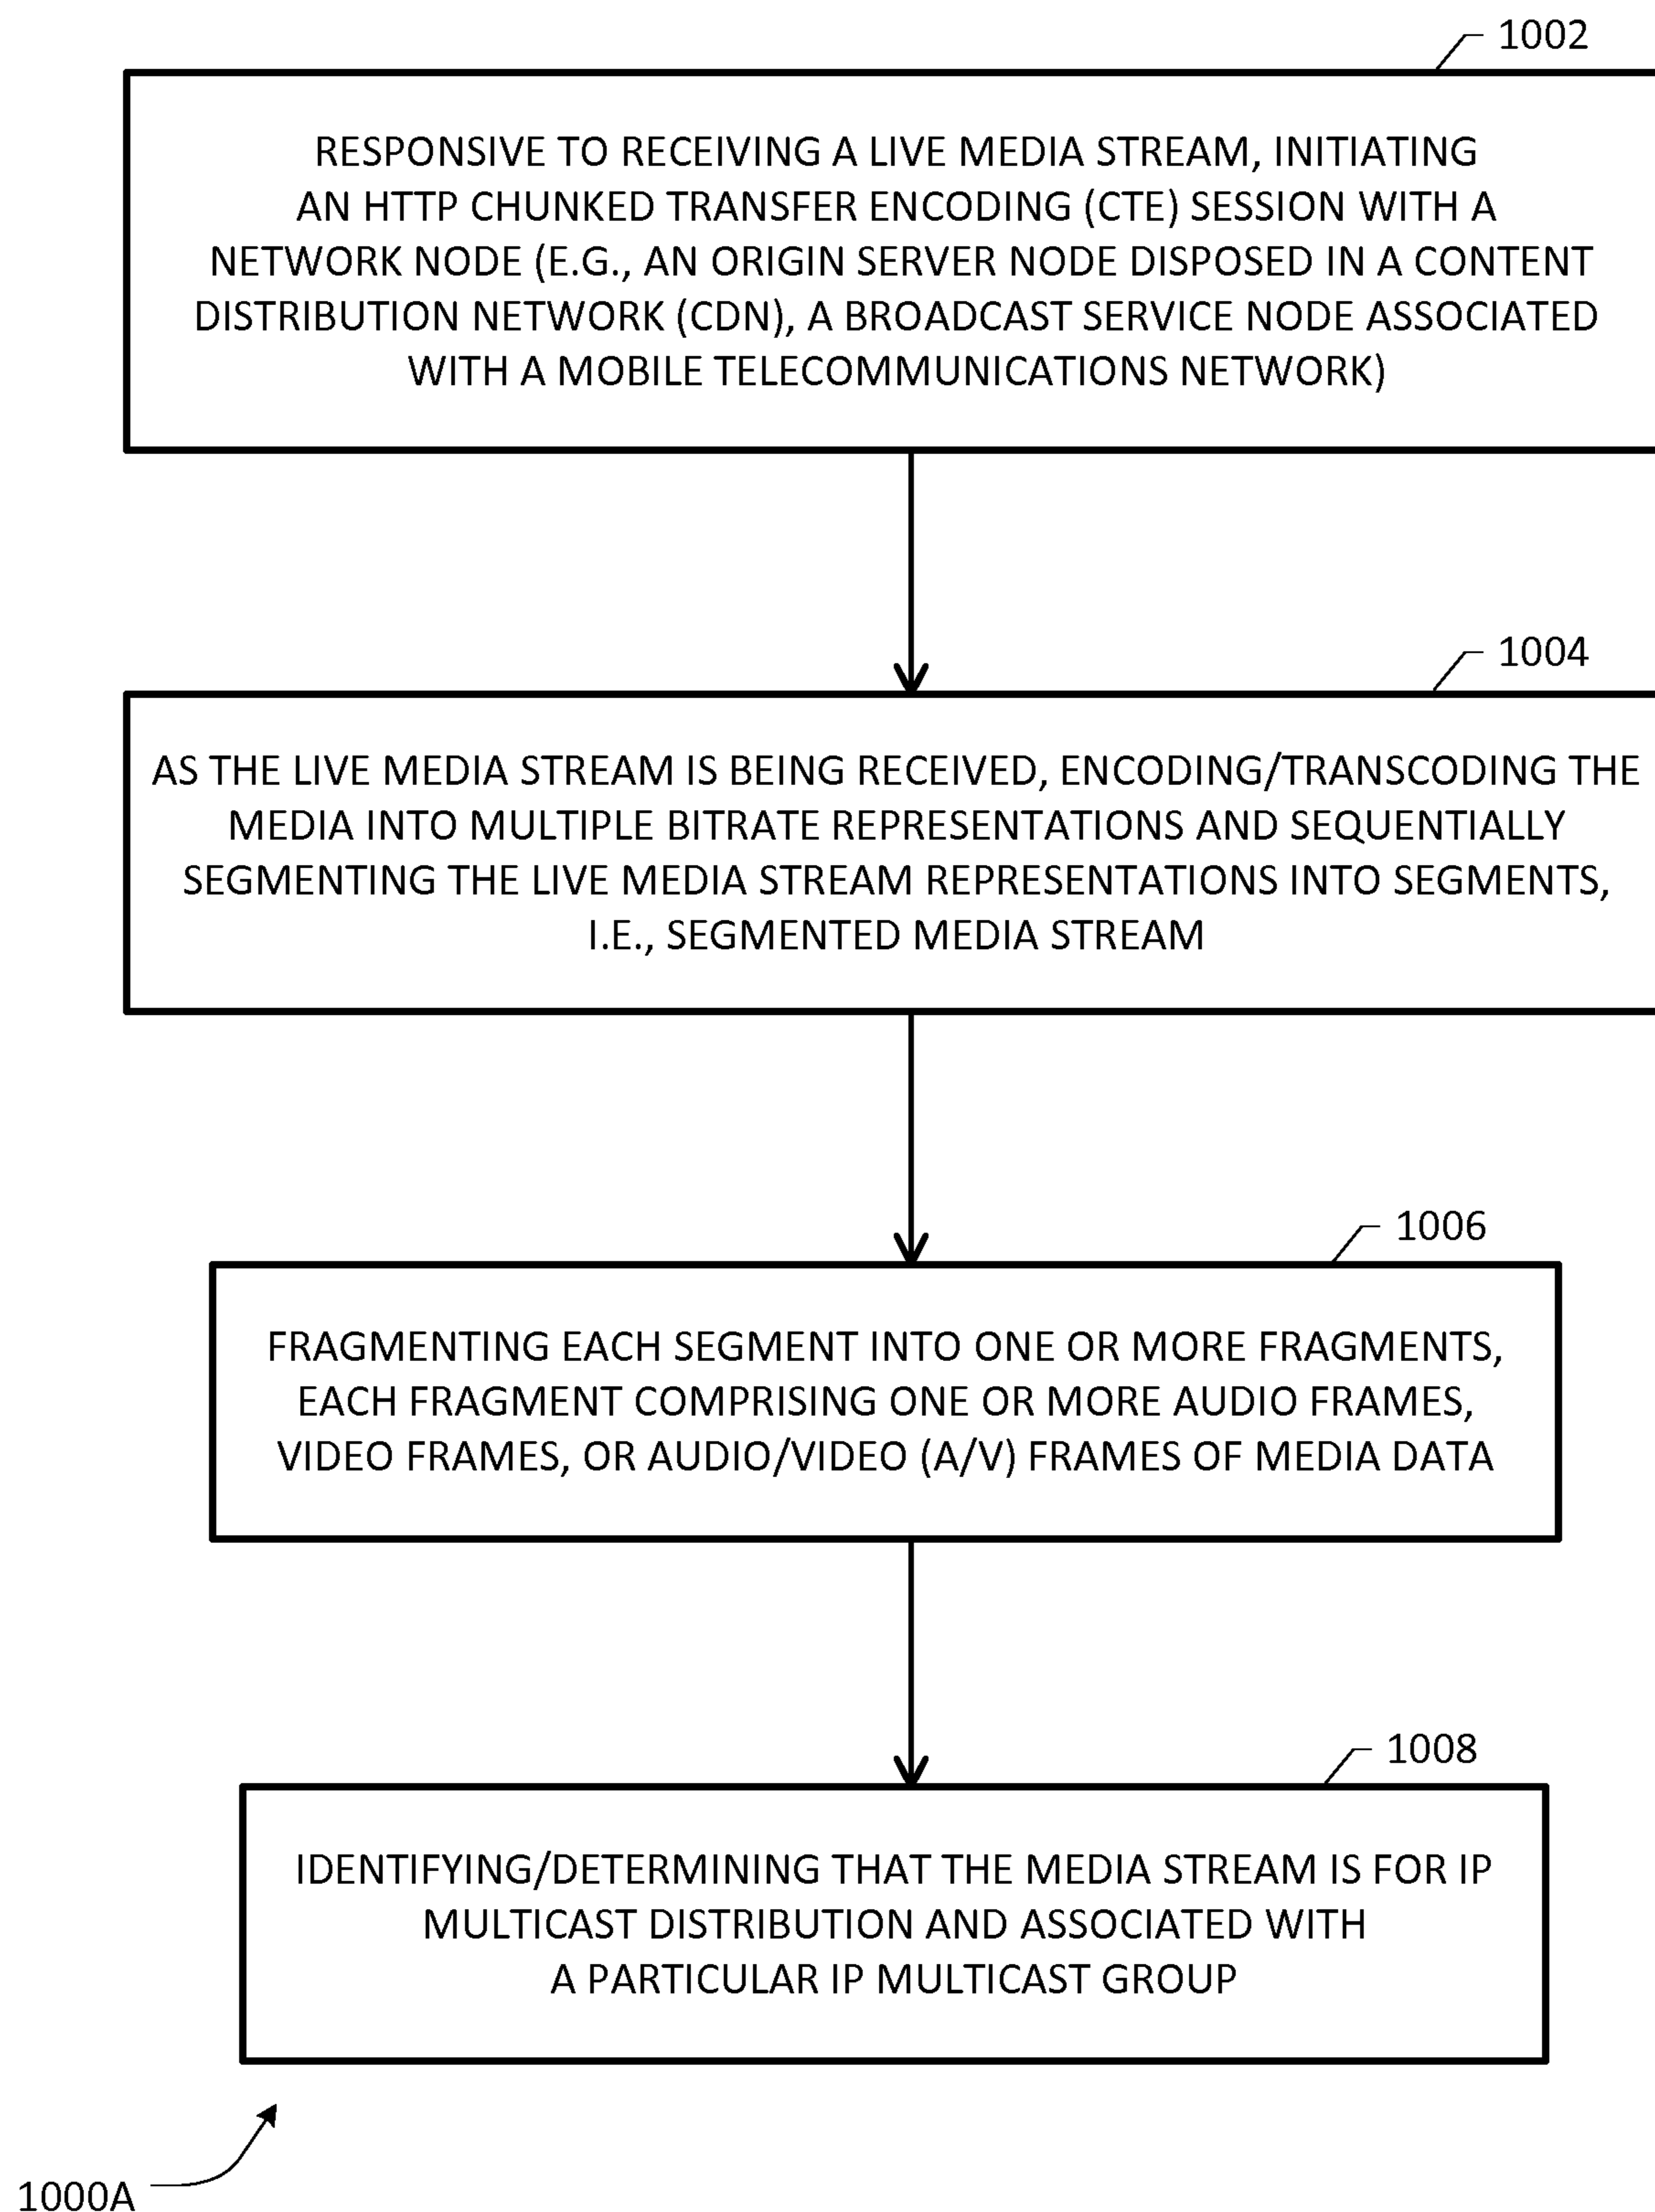 1002
RESPONSIVE TO RECEIVING A LIVE MEDIA STREAM, INITIATING
AN HTTP CHUNKED TRANSFER ENCODING (CTE) SESSION WITH A
NETWORK NODE (E.G., AN ORIGIN SERVER NODE DISPOSED IN A CONTENT
DISTRIBUTION NETWORK (CDN), A BROADCAST SERVICE NODE ASSOCIATED
WITH A MOBILE TELECOMMUNICATIONS NETWORK)
1004
AS THE LIVE MEDIA STREAM IS BEING RECEIVED, ENCODING/TRANSCODING THE
MEDIA INTO MULTIPLE BITRATE REPRESENTATIONS AND SEQUENTIALLY
SEGMENTING THE LIVE MEDIA STREAM REPRESENTATIONS INTO SEGMENTS,
I.E., SEGMENTED MEDIA STREAM
1006
FRAGMENTING EACH SEGMENT INTO ONE OR MORE FRAGMENTS,
EACH FRAGMENT COMPRISING ONE OR MORE AUDIO FRAMES,
VIDEO FRAMES, OR AUDIO/VIDEO (A/V) FRAMES OF MEDIA DATA
1008
IDENTIFYING/DETERMINING THAT THE MEDIA STREAM IS FOR IP
MULTICAST DISTRIBUTION AND ASSOCIATED WITH
A PARTICULAR IP MULTICAST GROUP
1000A